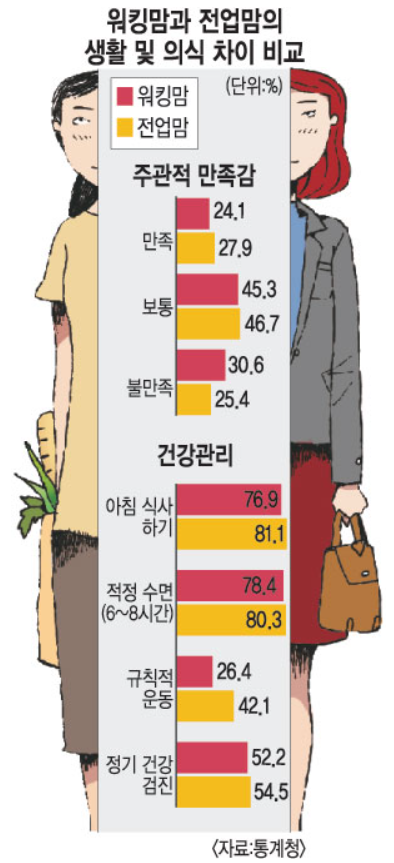 워킹맘과 전업맘의
생활 및 의식 차이 비교
(단위:%)
워킹맘
전업맘
주관적 만족감
만족
24.1
27.9
보통
45.3
46.7
불만족
30.6
25.4
건강관리
아침 식사
하기
76.9
81.1
적정 수면
(6~8시간)
78.4
80.3
규칙적
운동
26.4
42.1
정기 건강
검진
52.2
54.5
〈자료:통계청〉